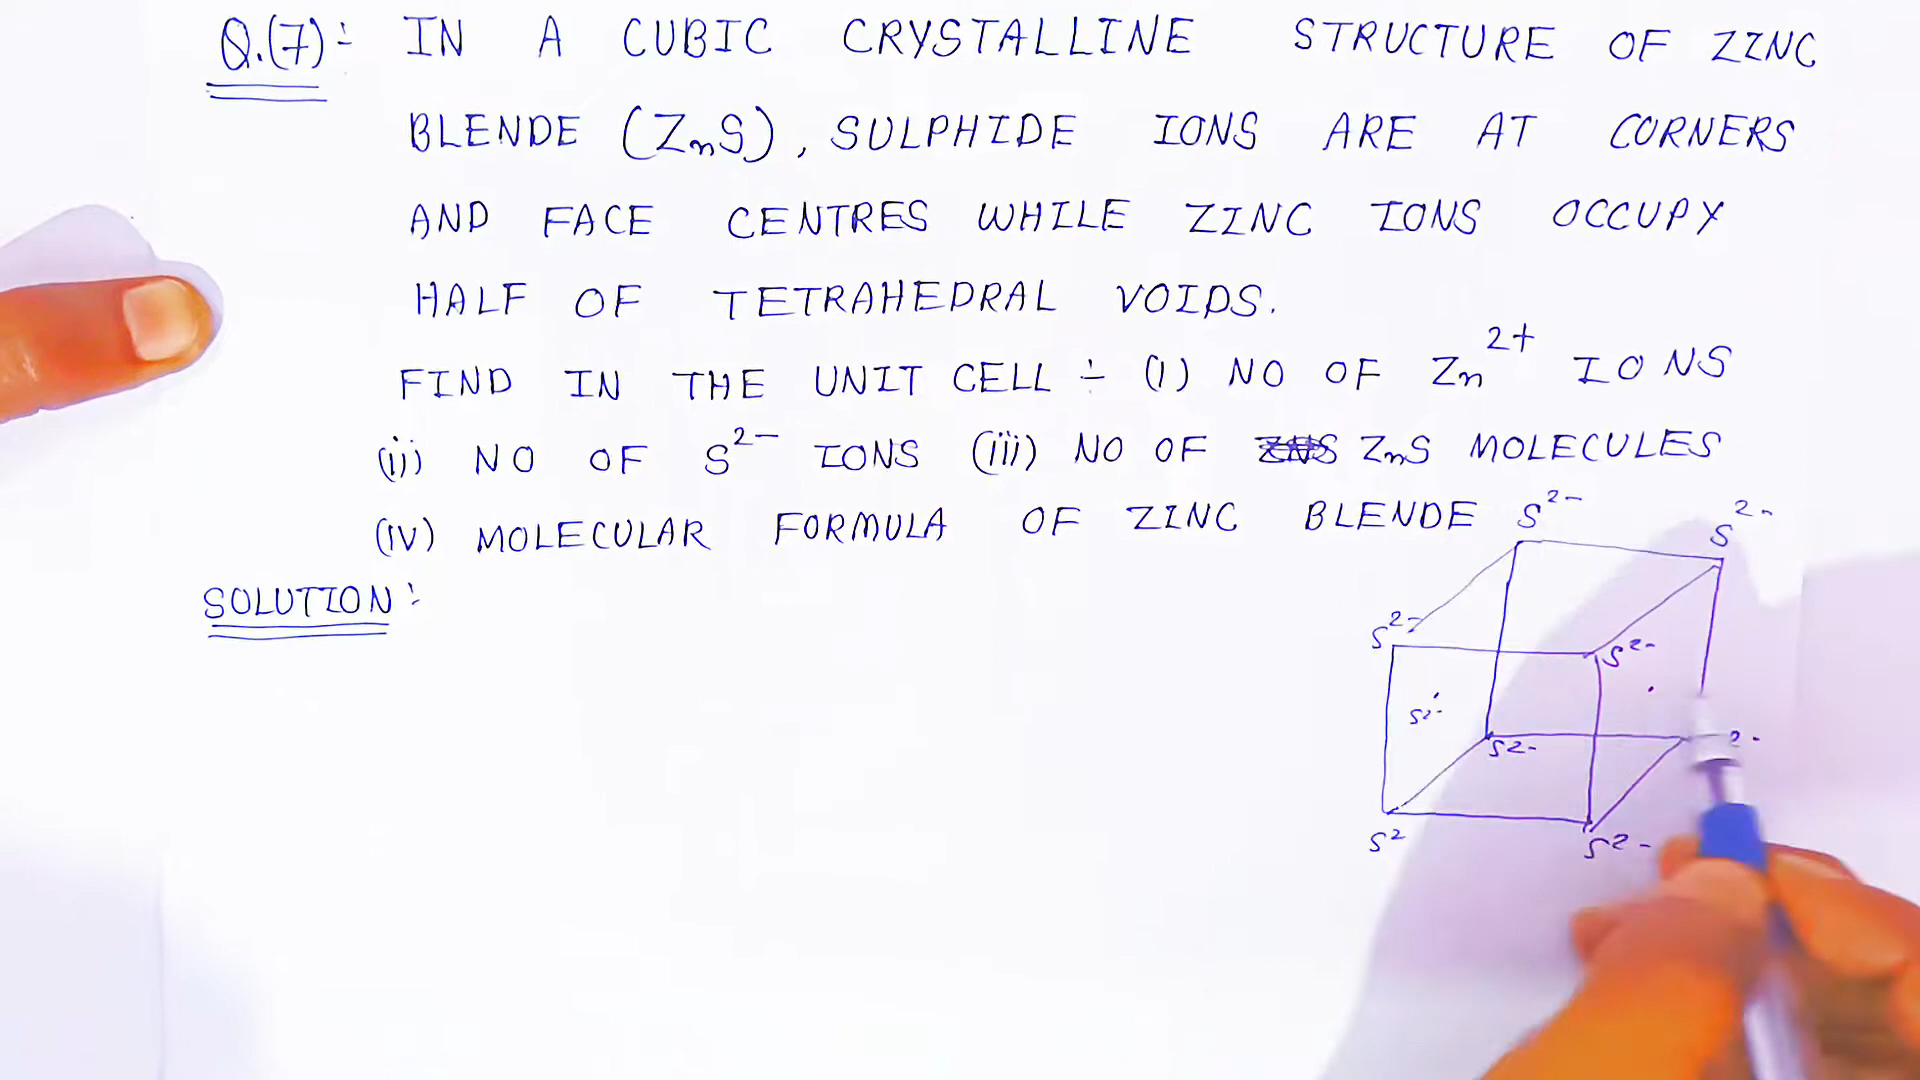 Q.(7):- IN A CUBIC CRYSTALLINE STRUCTURE OF ZINC
BLENDE (ZnS), SULPHIDE IONS ARE AT CORNERS
AND FACE CENTRES WHILE ZINC IONS OCCUPY
HALF OF TETRAHEDRAL VOIDS.
FIND IN THE UNIT CELL :- (i) NO OF Zn²⁺ IONS
(ii) NO OF S²⁻ IONS (iii) NO OF ZnS MOLECULES
(iv) MOLECULAR FORMULA OF ZINC BLENDE
SOLUTION :-
S²⁻
S²⁻
S²⁻
S²⁻
S²⁻
S²⁻
2-
S²
S²⁻